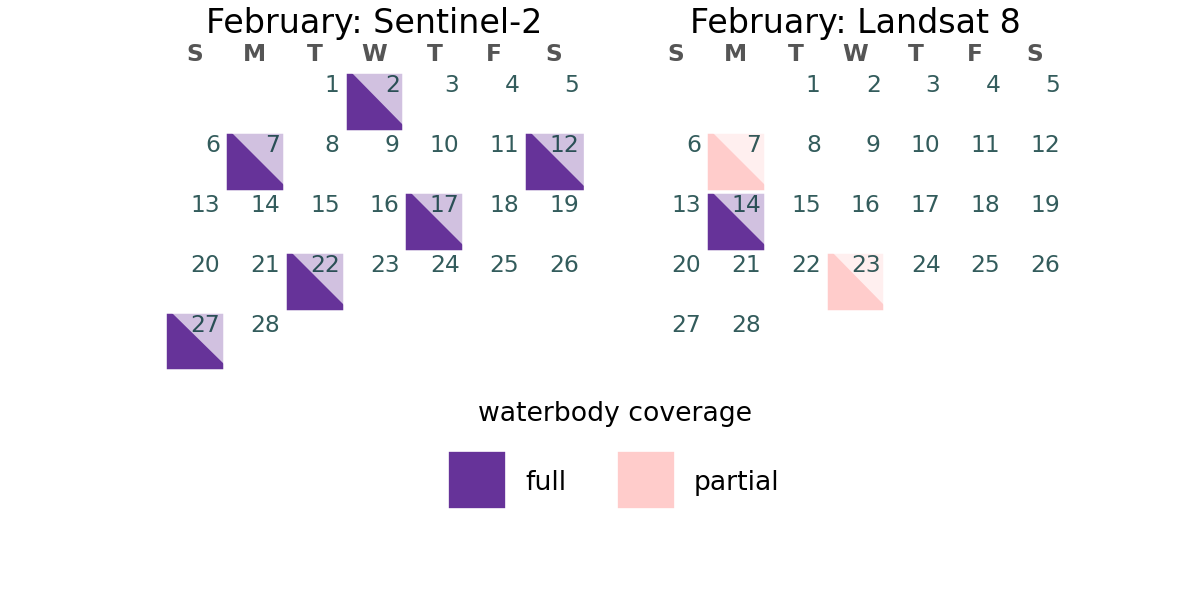 February: Sentinel-2
S M T W T F S
1 2 3 4 5
6 7 8 9 10 11 12
13 14 15 16 17 18 19
20 21 22 23 24 25 26
27 28
February: Landsat 8
S M T W T F S
1 2 3 4 5
6 7 8 9 10 11 12
13 14 15 16 17 18 19
20 21 22 23 24 25 26
27 28
waterbody coverage
full partial